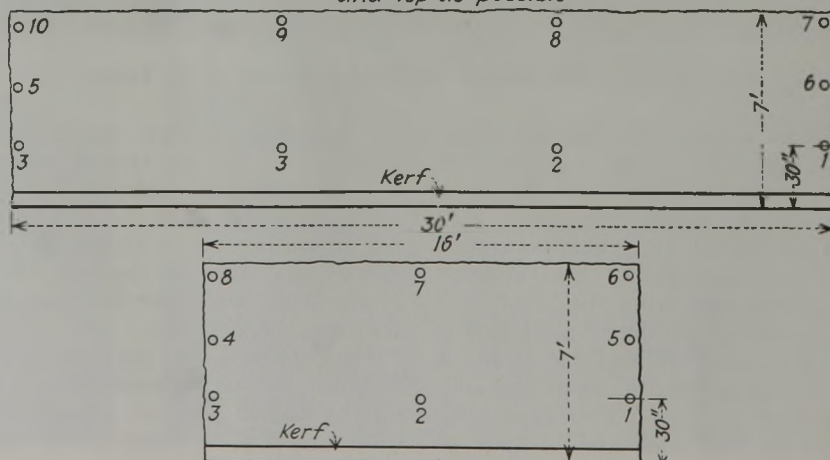 and top as possible
10 9 8 7
5 7' 6
3 3 2 30" 1
Kerf
30'
16'
8 7 6
4 7' 5
3 2 1
Kerf 30"